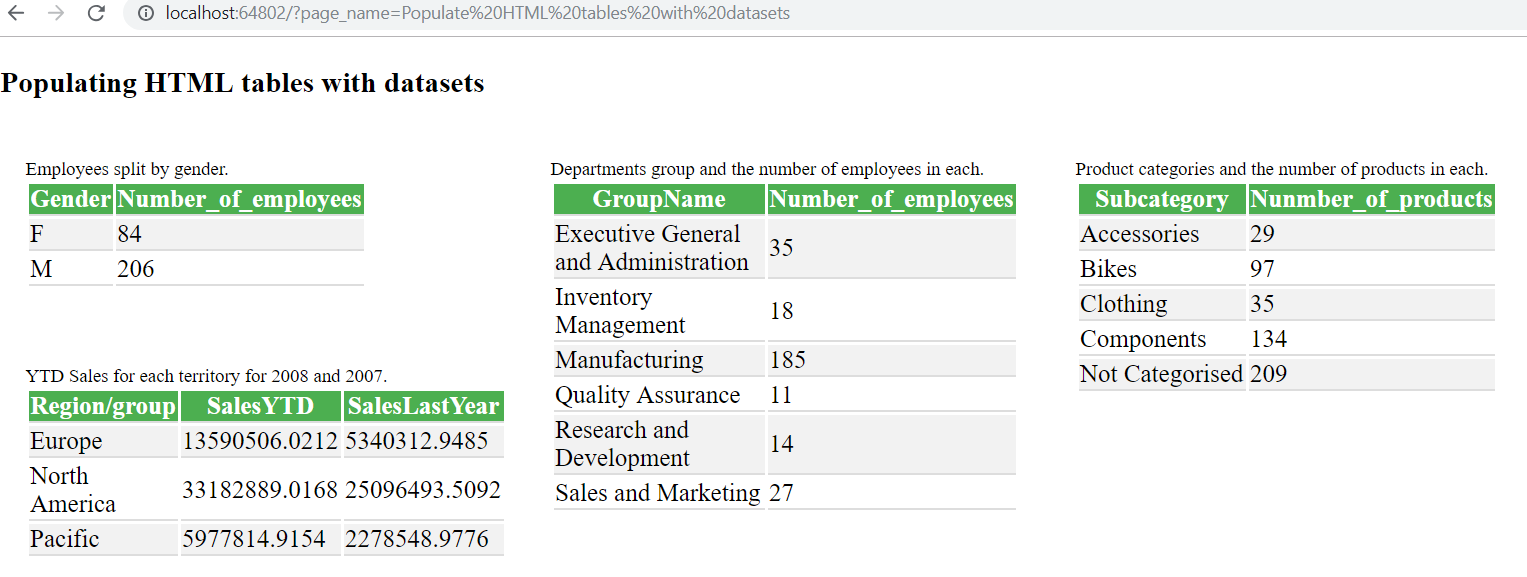 localhost:64802/?page_name=Populate%20HTML%20tables%20with%20datasets
Populating HTML tables with datasets
Employees split by gender.
Gender Number_of_employees
F 84
M 206
YTD Sales for each territory for 2008 and 2007.
Region/group SalesYTD SalesLastYear
Europe 13590506.0212 5340312.9485
North
America 33182889.0168 25096493.5092
Pacific 5977814.9154 2278548.9776
Departments group and the number of employees in each.
GroupName Number_of_employees
Executive General
and Administration 35
Inventory
Management 18
Manufacturing 185
Quality Assurance 11
Research and
Development 14
Sales and Marketing 27
Product categories and the number of products in each.
Subcategory Nunmber_of_products
Accessories 29
Bikes 97
Clothing 35
Components 134
Not Categorised 209